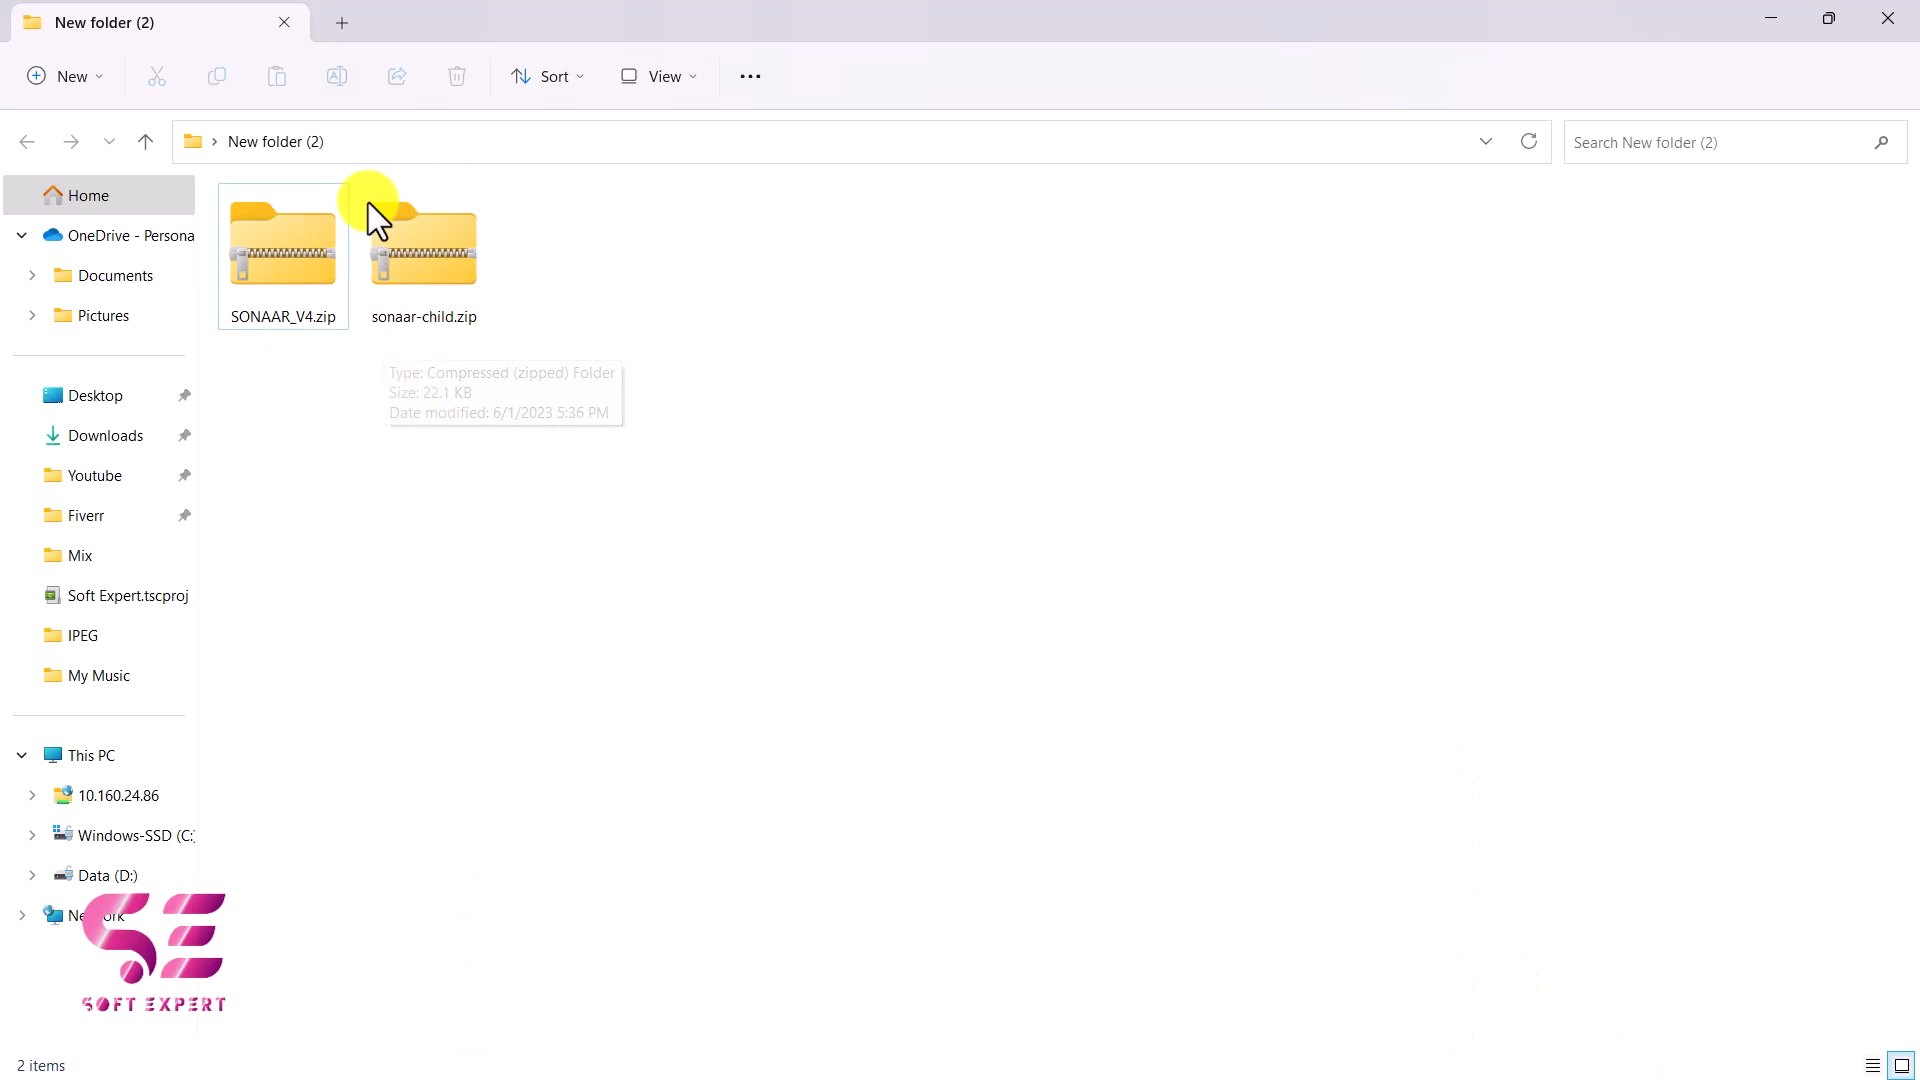 New folder (2)
New
Sort
View
New folder (2)
Search New folder (2)
Home
OneDrive - Persona
Documents
Pictures
Desktop
Downloads
Youtube
Fiverr
Mix
Soft Expert.tscproj
IPEG
My Music
This PC
10.160.24.86
Windows-SSD (C:)
Data (D:)
SONAAR_V4.zip
sonaar-child.zip
Type: Compressed (zipped) Folder
Size: 22.1 KB
Date modified: 6/1/2023 5:36 PM
SE
SOFT EXPERT
2 items